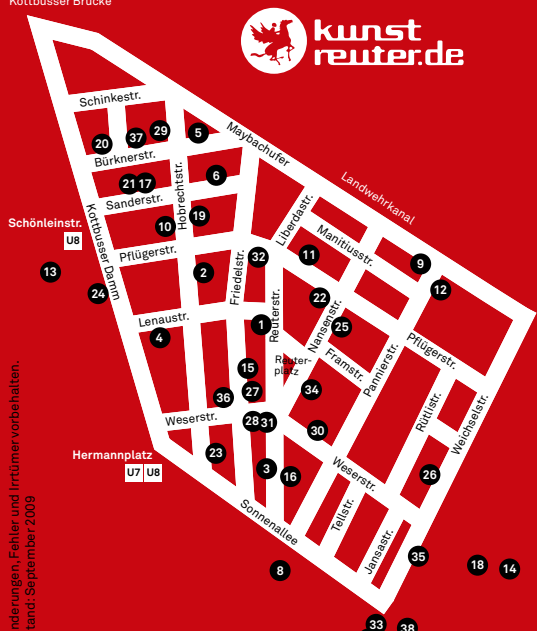 Kottbusser Brücke
kunst
reuter.de
Schinkestr.
20
37
29
5
Maybachufer
Bürknerstr.
21
17
6
Landwehrkanal
Sanderstr.
Hobrechtstr.
Liberdastr.
Kottbusser Damm
10
19
Schönleinstr.
U8
Manitiusstr.
Pflügerstr.
32
11
9
13
2
12
24
Friedelstr.
Reuterstr.
22
Nansenstr.
25
Lenaustr.
1
4
Pflügerstr.
Framstr.
Pannierstr.
Reuter-
platz
15
27
34
36
Rütlistr.
Weichselstr.
Weserstr.
28
31
30
Hermannplatz
U7
U8
23
3
16
Weserstr.
26
Sonnenallee
Tellstr.
Jansastr.
8
35
18
14
33
38
nderungen, Fehler und Irrtümer vorbehalten.
tand: September 2009